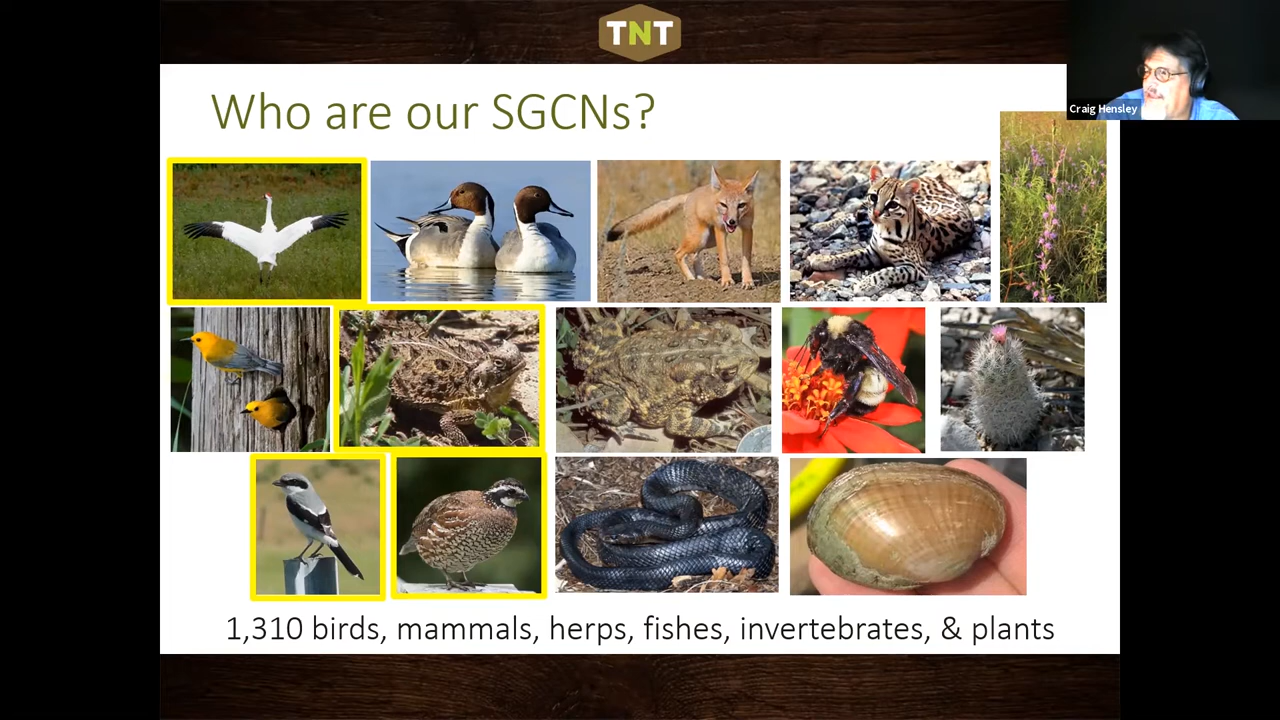 TNT
Craig Hensley
Who are our SGCNs?
1,310 birds, mammals, herps, fishes, invertebrates, & plants